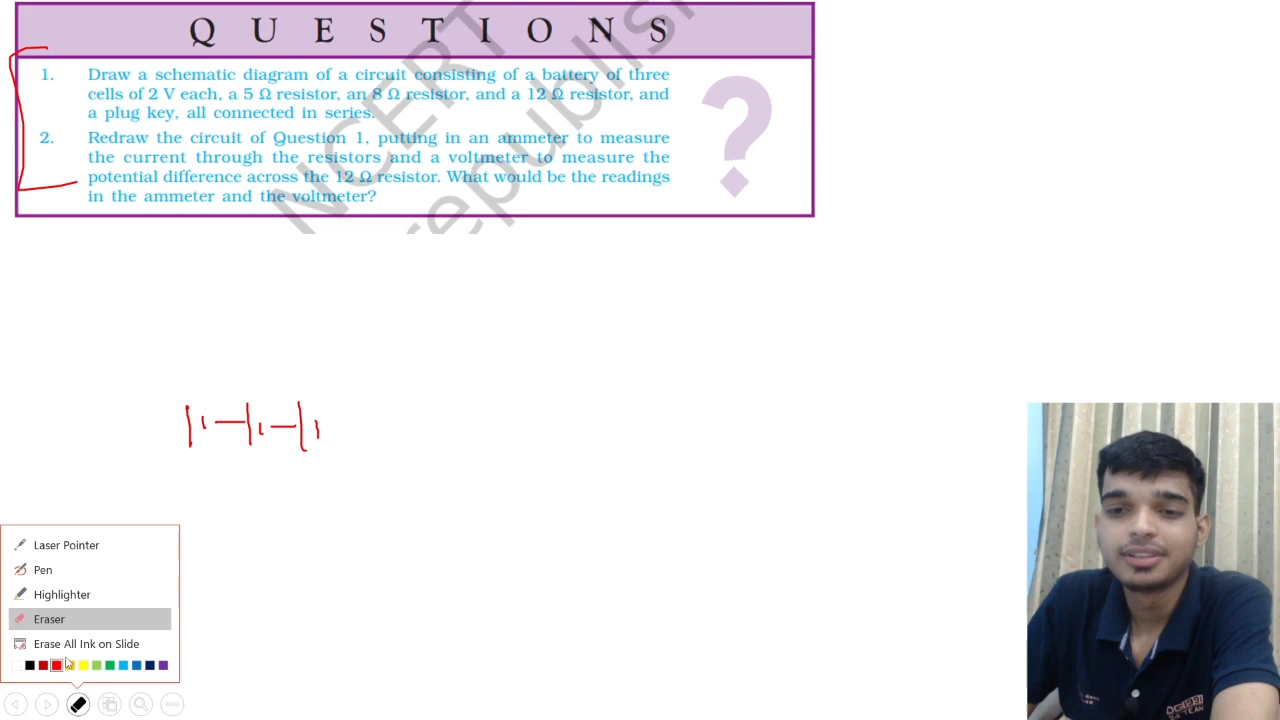 QUESTIONS
1. Draw a schematic diagram of a circuit consisting of a battery of three
cells of 2 V each, a 5 Ω resistor, an 8 Ω resistor, and a 12 Ω resistor, and
a plug key, all connected in series.
2. Redraw the circuit of Question 1, putting in an ammeter to measure
the current through the resistors and a voltmeter to measure the
potential difference across the 12 Ω resistor. What would be the readings
in the ammeter and the voltmeter?
?
NCERT
republish
Laser Pointer
Pen
Highlighter
Eraser
Erase All Ink on Slide
TEAM